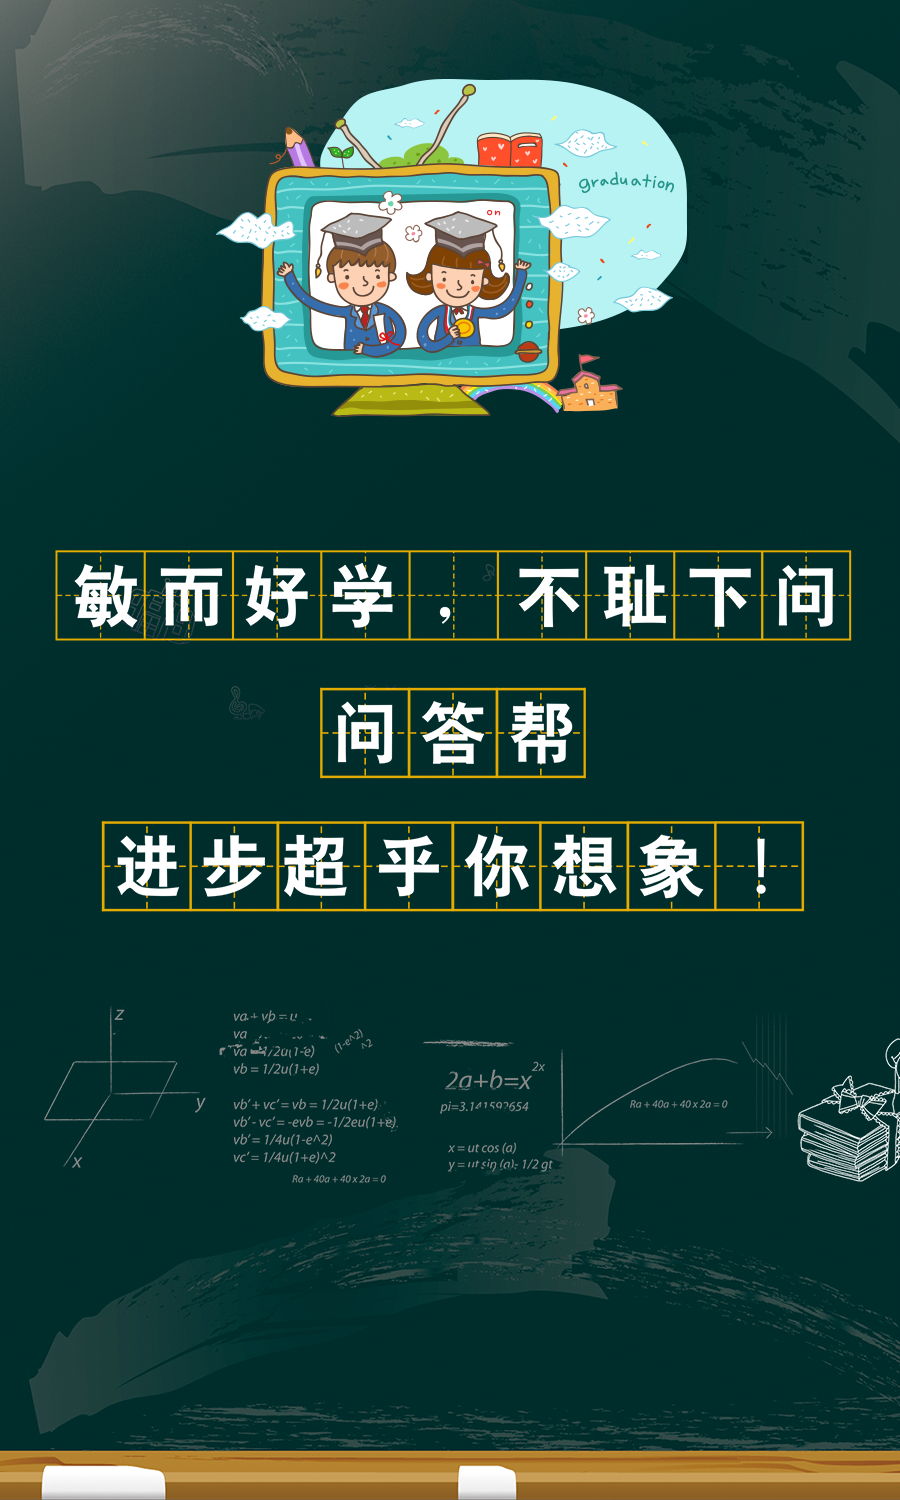 on
graduation
敏而好学，不耻下问
问答帮
进步超乎你想象！
z
y
x
va + vb = u
va
va = 1/2u(1-e)
vb = 1/2u(1+e)
(1-e^2)
^2
vb' + vc' = vb = 1/2u(1+e)
vb' - vc' = -evb = -1/2eu(1+e)
vb' = 1/4u(1-e^2)
vc' = 1/4u(1+e)^2
Ra + 40a + 40 x 2a = 0
2a+b=x^2x
pi=3.141592654
x = ut cos (a)
y = ut sin (a)- 1/2 gt
Ra + 40a + 40 x 2a = 0